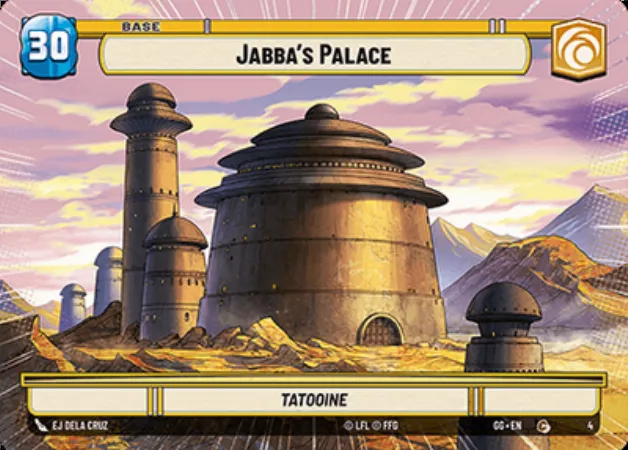 30
BASE
JABBA'S PALACE
TATOOINE
EJ DELA CRUZ
© LFL © FFG
GG • EN
4